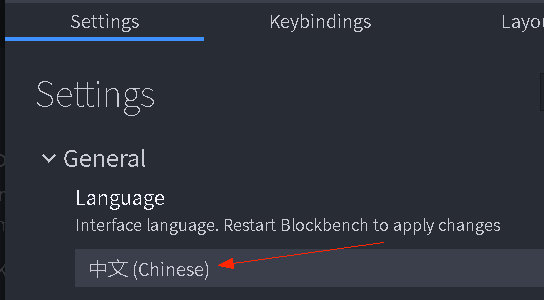 Settings
Keybindings
Layou
Settings
General
Language
Interface language. Restart Blockbench to apply changes
中文 (Chinese)